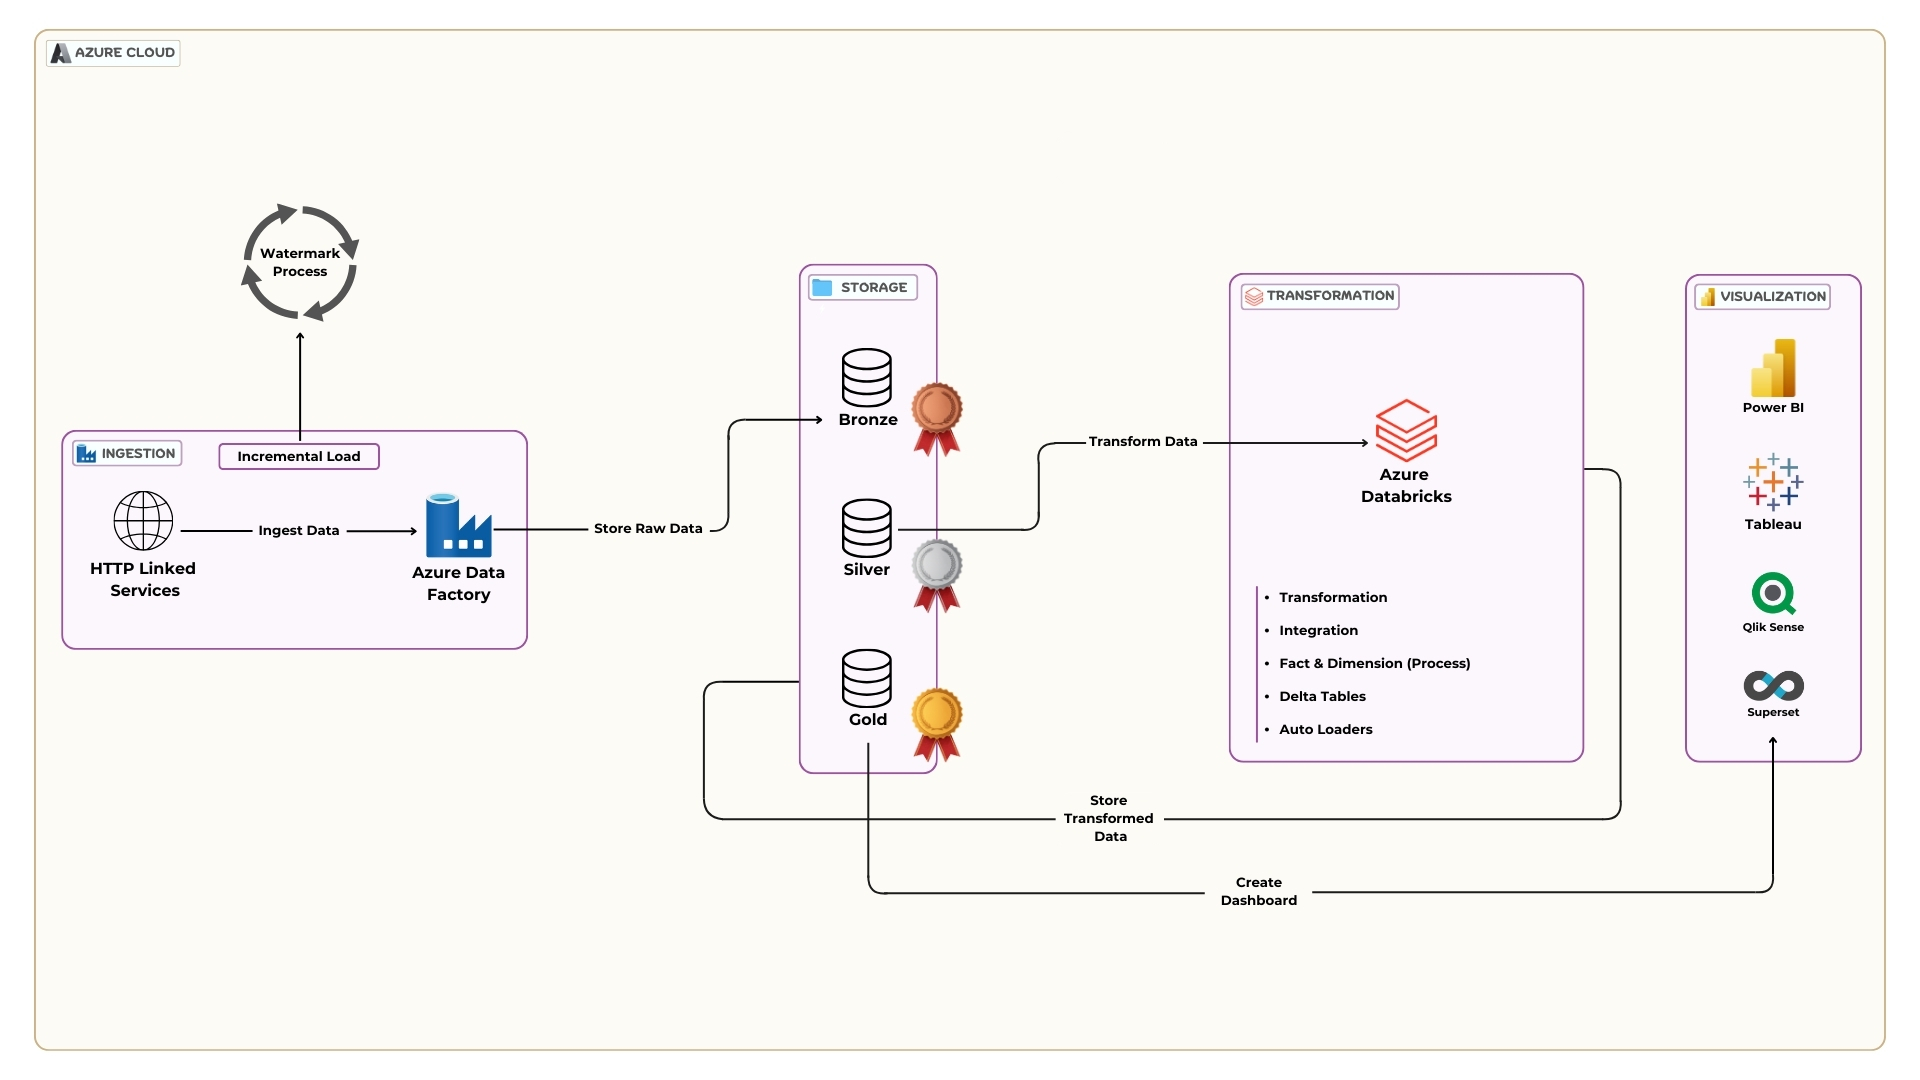 AZURE CLOUD
Watermark
Process
INGESTION
Incremental Load
Ingest Data
HTTP Linked
Services
Azure Data
Factory
Store Raw Data
STORAGE
Bronze
Silver
Gold
Transform Data
TRANSFORMATION
Azure
Databricks
• Transformation
• Integration
• Fact & Dimension (Process)
• Delta Tables
• Auto Loaders
VISUALIZATION
Power BI
Tableau
Qlik Sense
Superset
Store
Transformed
Data
Create
Dashboard